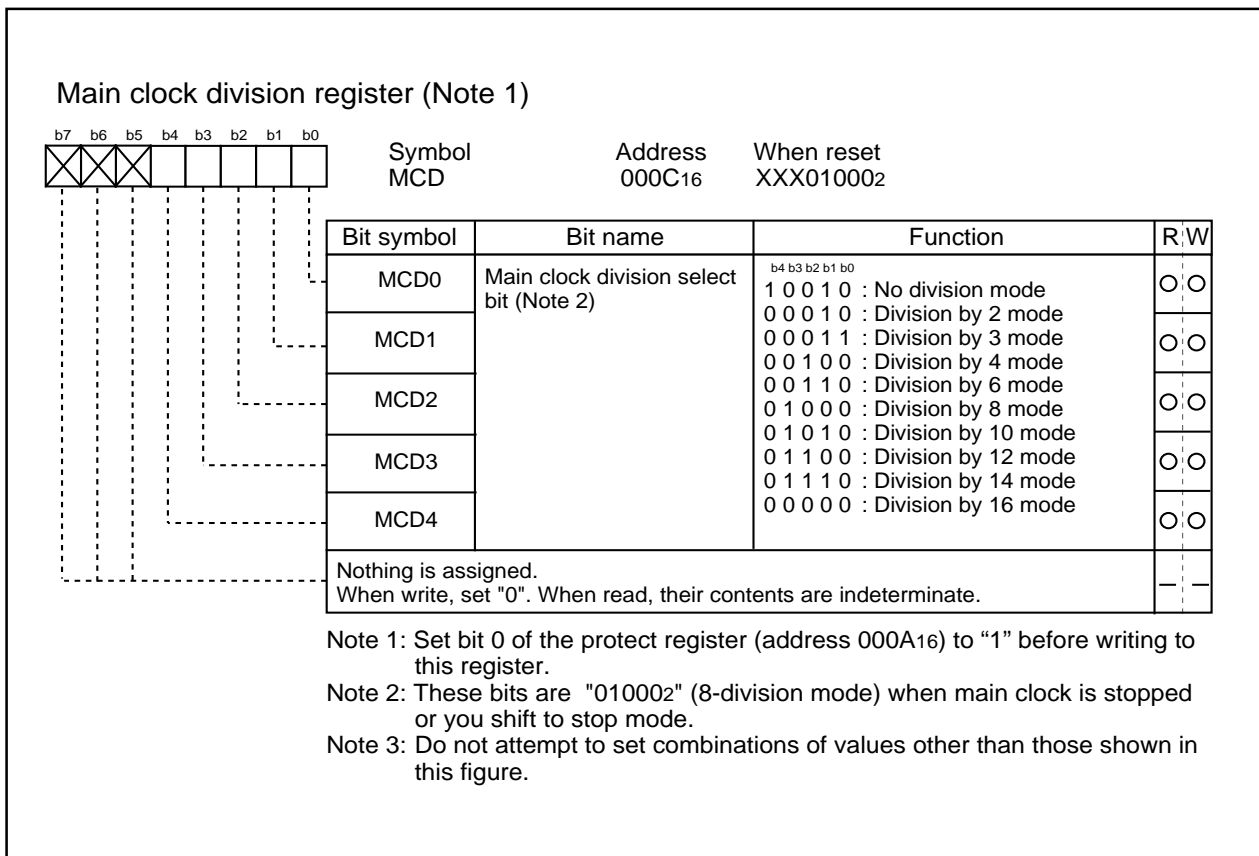 Main clock division register (Note 1)
b7 b6 b5 b4 b3 b2 b1 b0
Symbol Address When reset
MCD 000C16 XXX010002
Bit symbol Bit name Function R W
MCD0 Main clock division select bit (Note 2)
b4 b3 b2 b1 b0
1 0 0 1 0 : No division mode
0 0 0 1 0 : Division by 2 mode
0 0 0 1 1 : Division by 3 mode
0 0 1 0 0 : Division by 4 mode
0 0 1 1 0 : Division by 6 mode
0 1 0 0 0 : Division by 8 mode
0 1 0 1 0 : Division by 10 mode
0 1 1 0 0 : Division by 12 mode
0 1 1 1 0 : Division by 14 mode
0 0 0 0 0 : Division by 16 mode
MCD1
MCD2
MCD3
MCD4
Nothing is assigned.
When write, set "0". When read, their contents are indeterminate.
Note 1: Set bit 0 of the protect register (address 000A16) to “1” before writing to
this register.
Note 2: These bits are "010002" (8-division mode) when main clock is stopped
or you shift to stop mode.
Note 3: Do not attempt to set combinations of values other than those shown in
this figure.